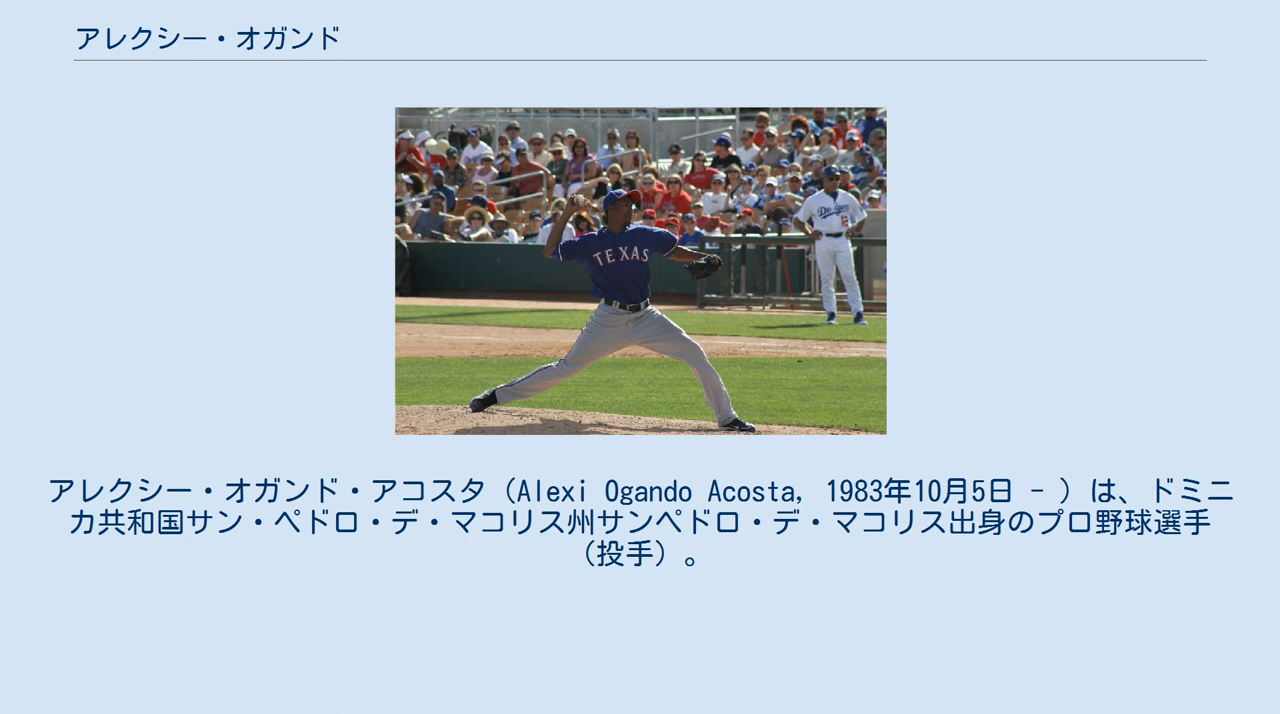 アレクシー・オガンド
TEXAS
Dodgers
12
アレクシー・オガンド・アコスタ（Alexi Ogando Acosta, 1983年10月5日 - ）は、ドミニ
カ共和国サン・ペドロ・デ・マコリス州サンペドロ・デ・マコリス出身のプロ野球選手
（投手）。